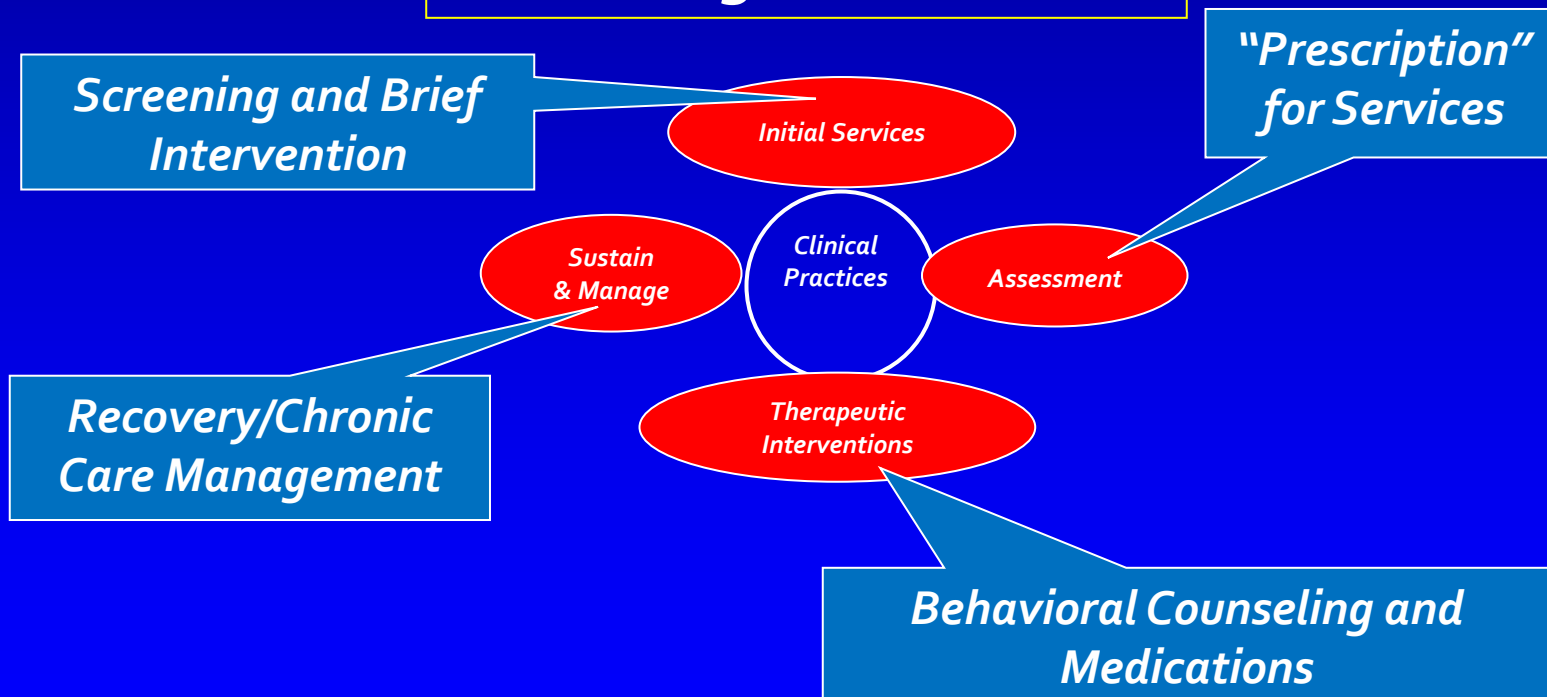 Screening and Brief
Intervention
"Prescription"
for Services
Initial Services
Sustain
& Manage
Clinical
Practices
Assessment
Recovery/Chronic
Care Management
Therapeutic
Interventions
Behavioral Counseling and
Medications